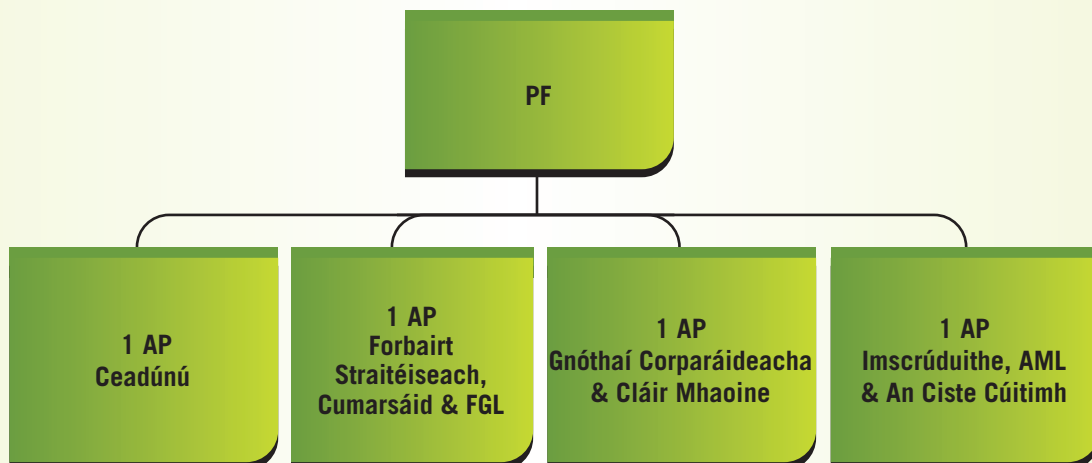 PF
1 AP
Ceadúnú
1 AP
Forbairt
Straitéiseach,
Cumarsáid & FGL
1 AP
Gnóthaí Corparáideacha
& Cláir Mhaoine
1 AP
Imscrúduithe, AML
& An Ciste Cúitimh